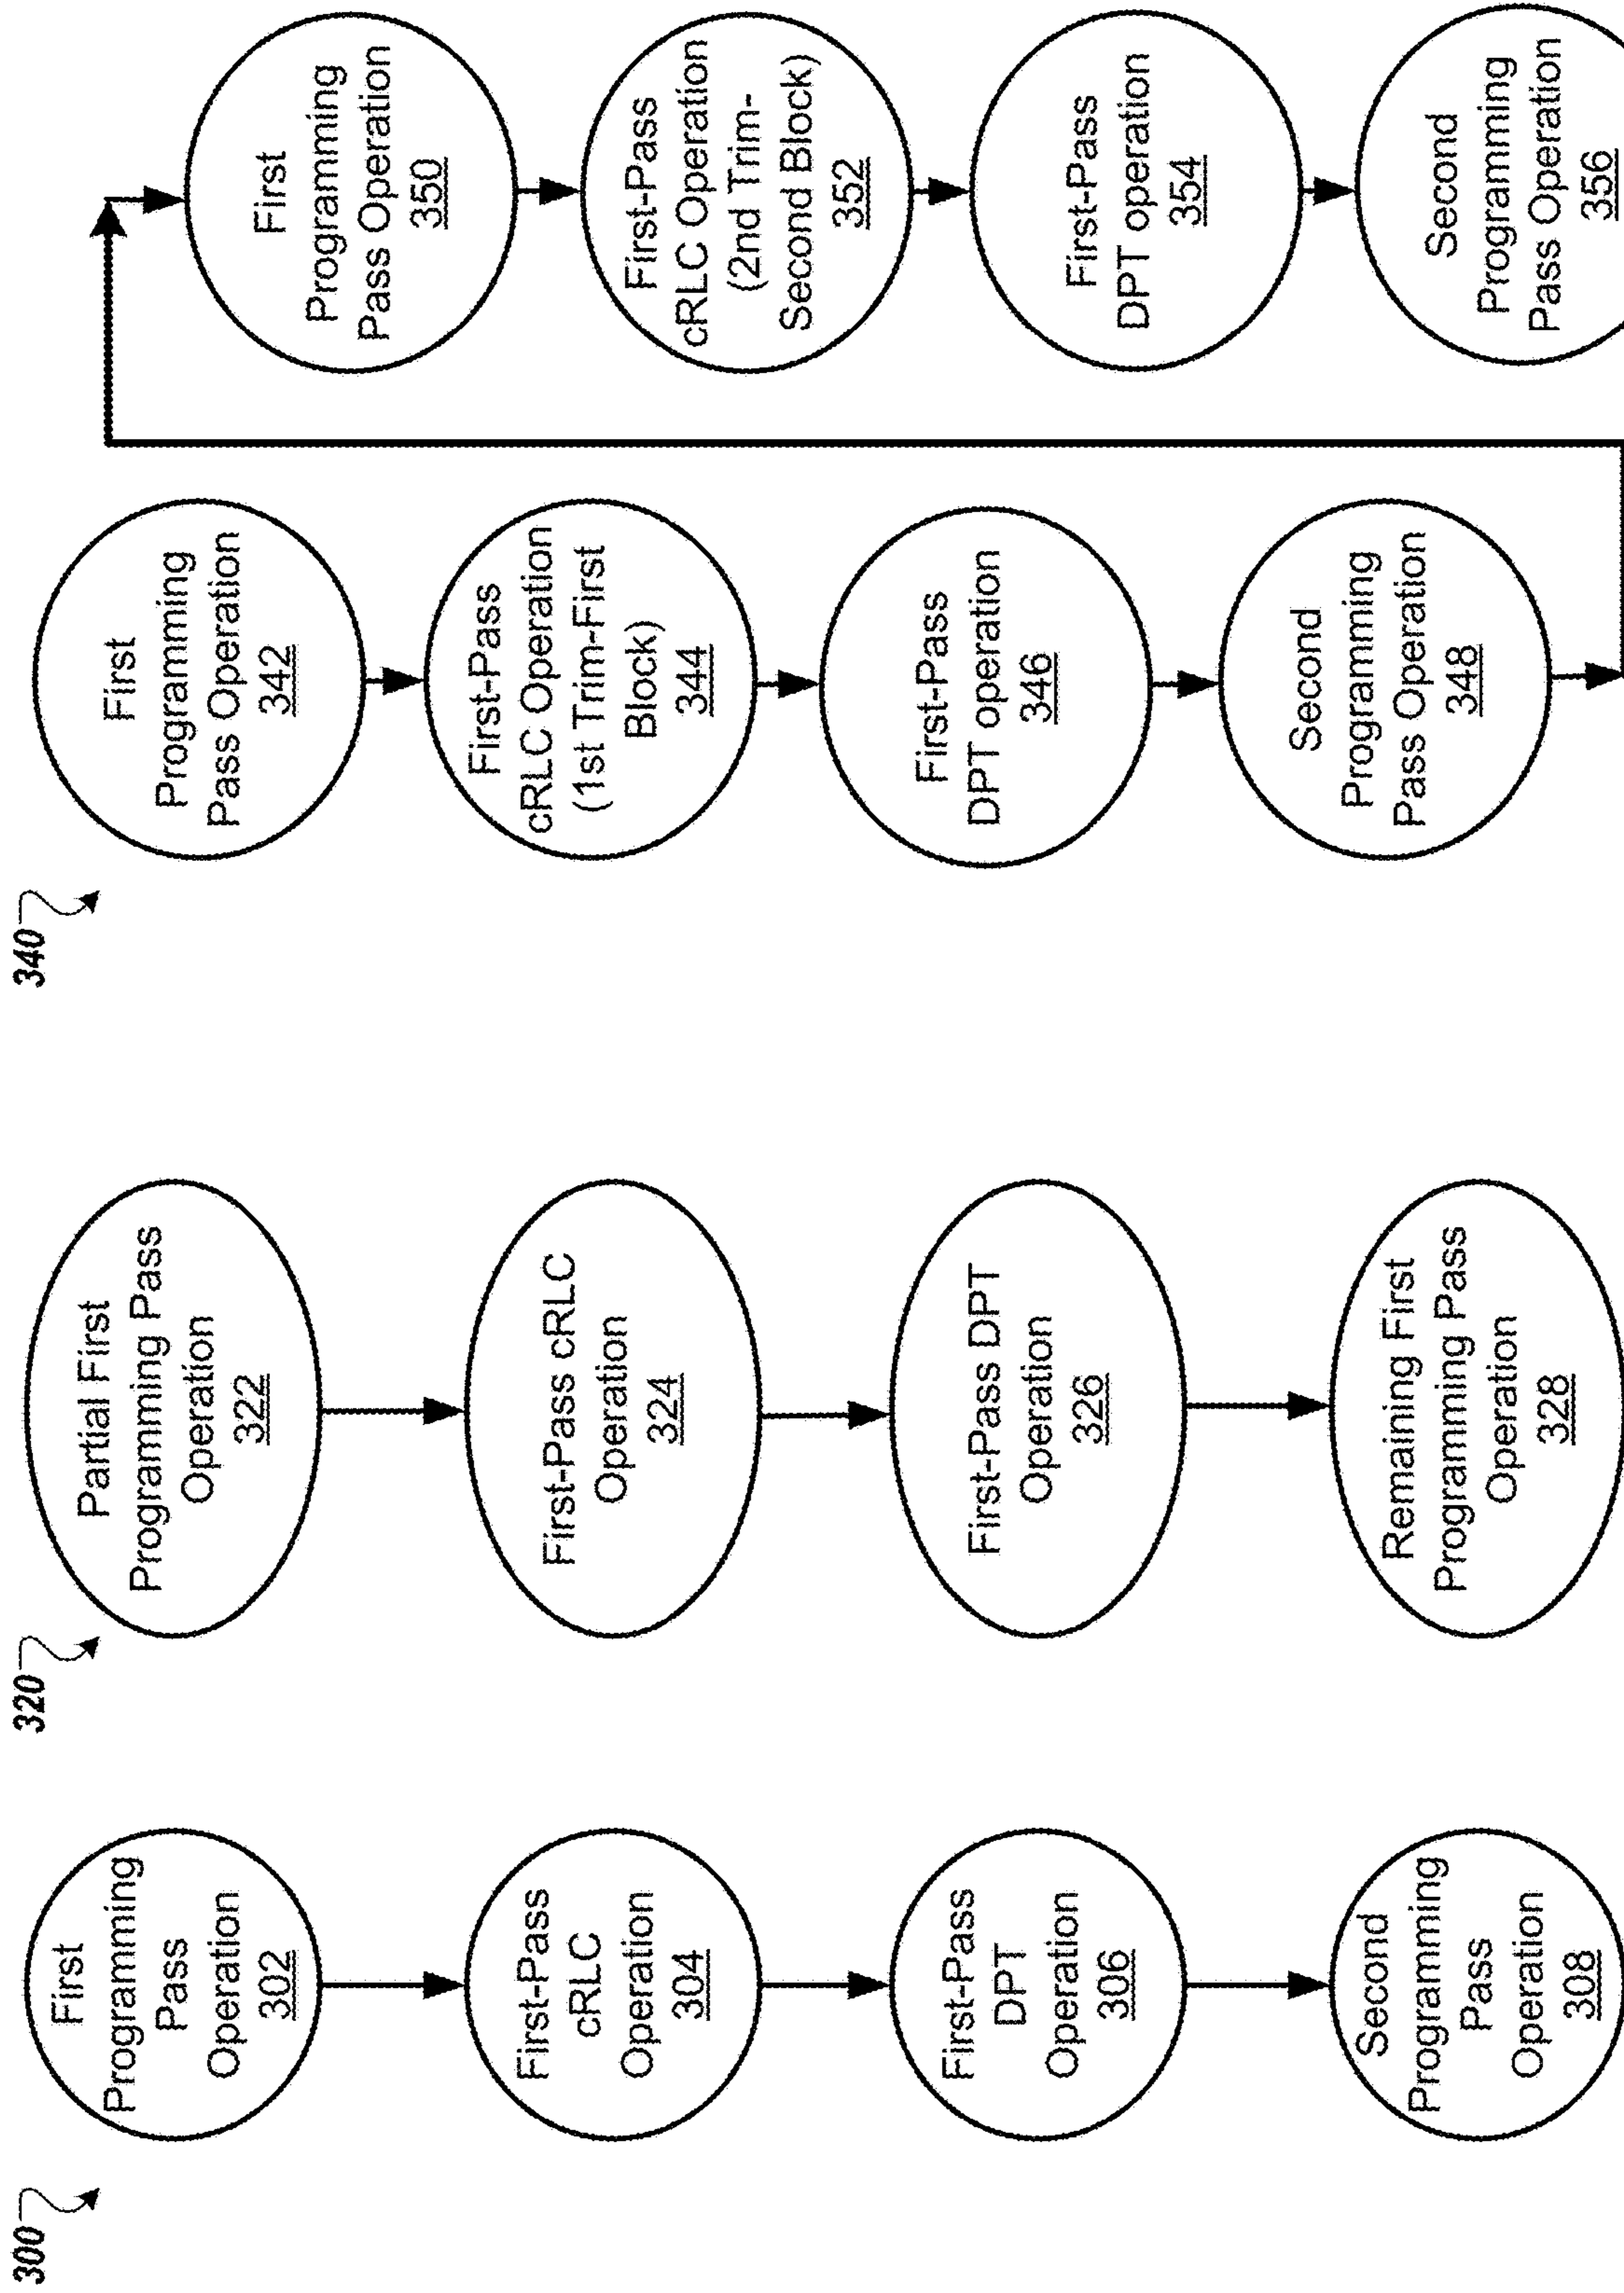 300
First
Programming
Pass
Operation
302
First-Pass
cRLC
Operation
304
First-Pass
DPT
Operation
306
Second
Programming
Pass
Operation
308
320
Partial First
Programming Pass
Operation
322
First-Pass cRLC
Operation
324
First-Pass DPT
Operation
326
Remaining First
Programming Pass
Operation
328
340
First
Programming
Pass Operation
342
First-Pass
cRLC Operation
(1st Trim-First
Block)
344
First-Pass
DPT operation
346
Second
Programming
Pass Operation
348
First
Programming
Pass Operation
350
First-Pass
cRLC Operation
(2nd Trim-
Second Block)
352
First-Pass
DPT operation
354
Second
Programming
Pass Operation
356